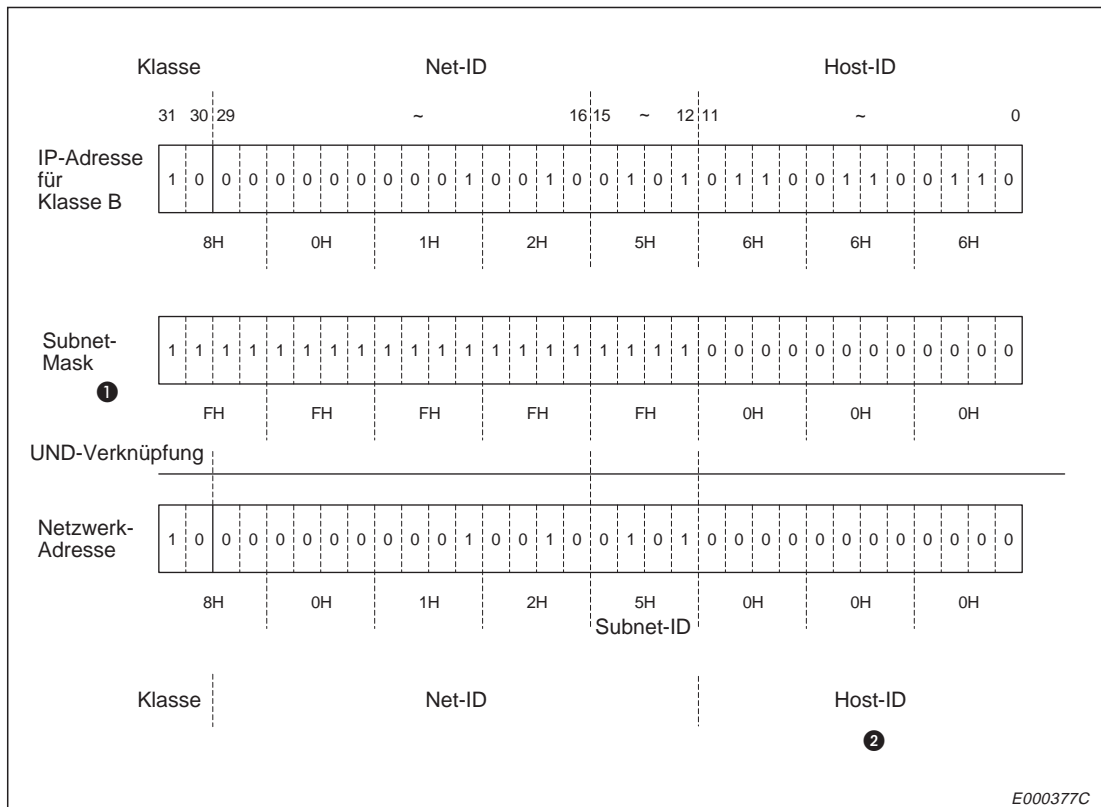 Klasse Net-ID Host-ID
31 30 29 ~ 16 15 ~ 12 11 ~ 0
IP-Adresse
für
Klasse B
1 0 0 0 0 0 0 0 0 0 0 1 0 0 1 0 0 1 0 1 0 1 1 0 0 1 1 0 0 1 1 0
8H 0H 1H 2H 5H 6H 6H 6H
Subnet-
Mask
1 1 1 1 1 1 1 1 1 1 1 1 1 1 1 1 1 1 1 1 0 0 0 0 0 0 0 0 0 0 0 0
❶
FH FH FH FH FH 0H 0H 0H
UND-Verknüpfung
Netzwerk-
Adresse
1 0 0 0 0 0 0 0 0 0 0 1 0 0 1 0 0 1 0 1 0 0 0 0 0 0 0 0 0 0 0 0
8H 0H 1H 2H 5H 0H 0H 0H
Subnet-ID
Klasse Net-ID Host-ID
❷
E000377C